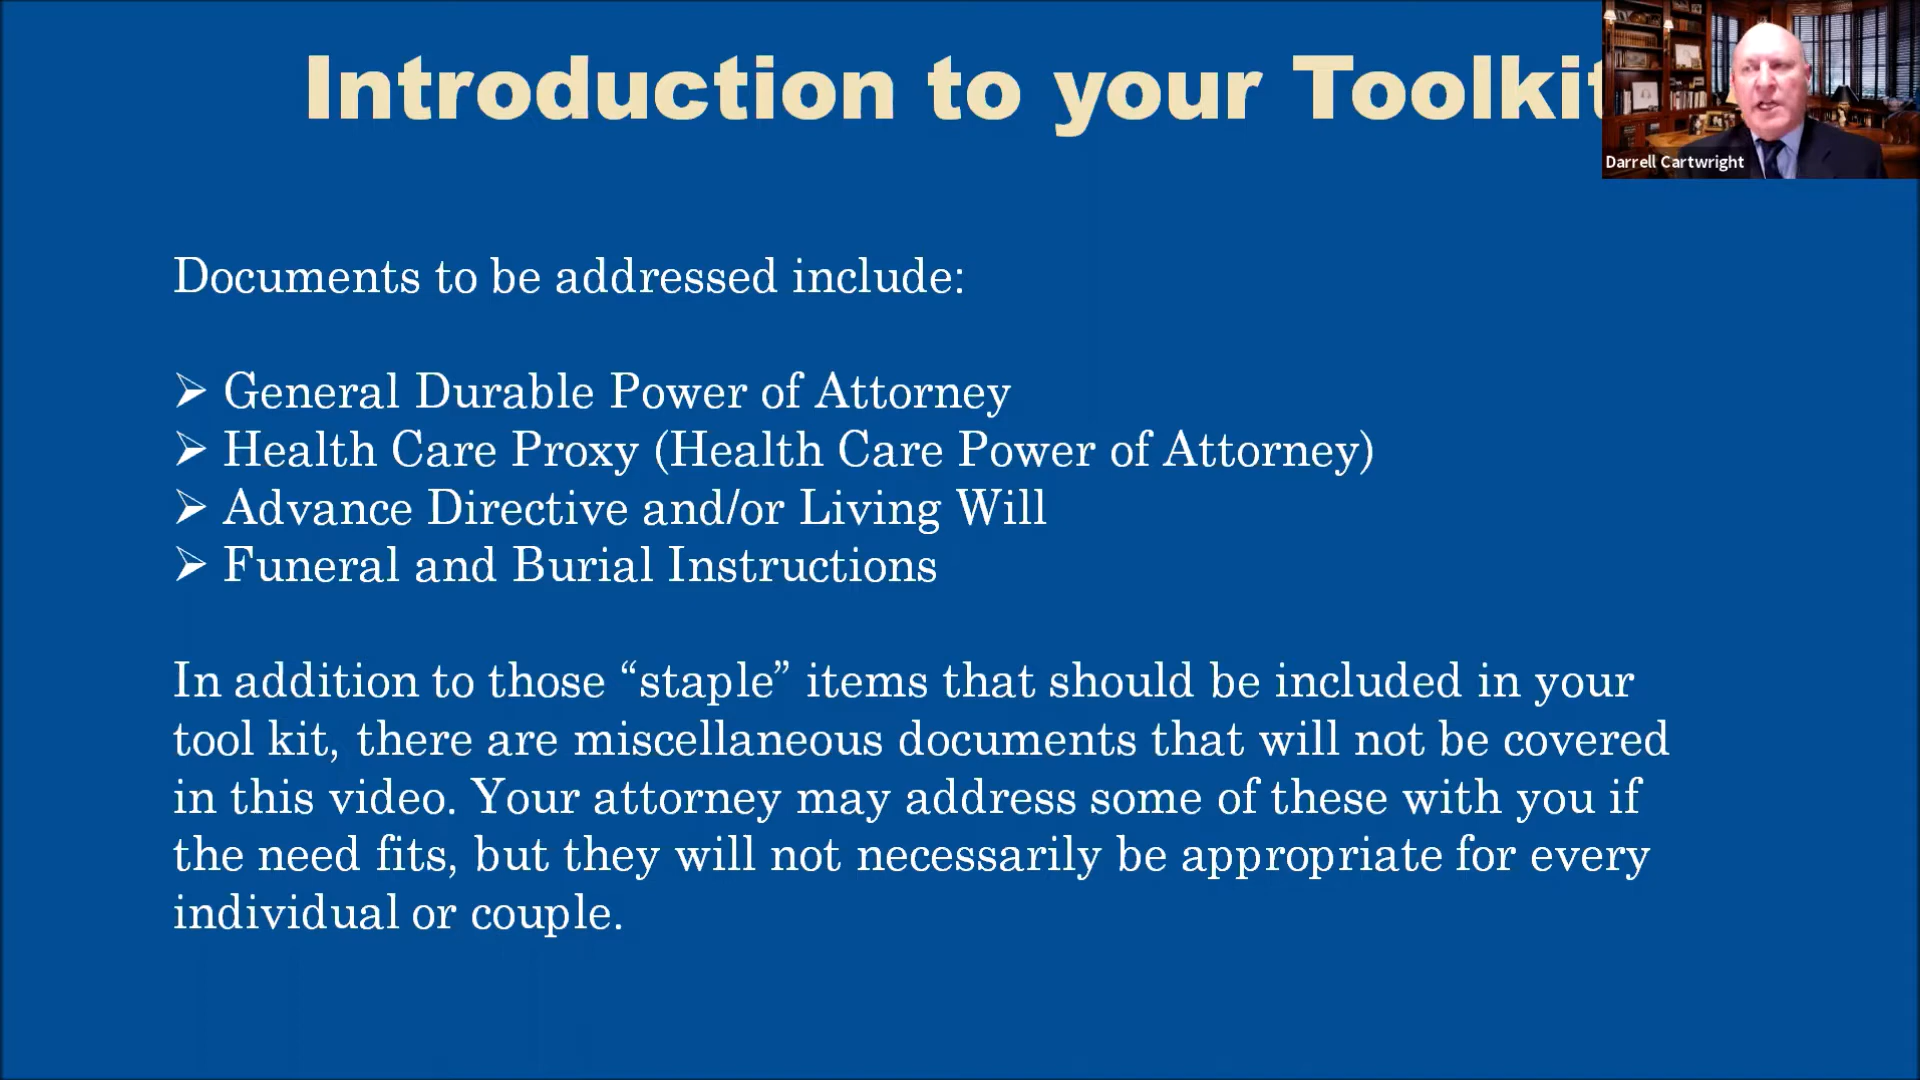 Introduction to your Toolkit
Darrell Cartwright
Documents to be addressed include:
➢ General Durable Power of Attorney
➢ Health Care Proxy (Health Care Power of Attorney)
➢ Advance Directive and/or Living Will
➢ Funeral and Burial Instructions
In addition to those “staple” items that should be included in your
tool kit, there are miscellaneous documents that will not be covered
in this video. Your attorney may address some of these with you if
the need fits, but they will not necessarily be appropriate for every
individual or couple.